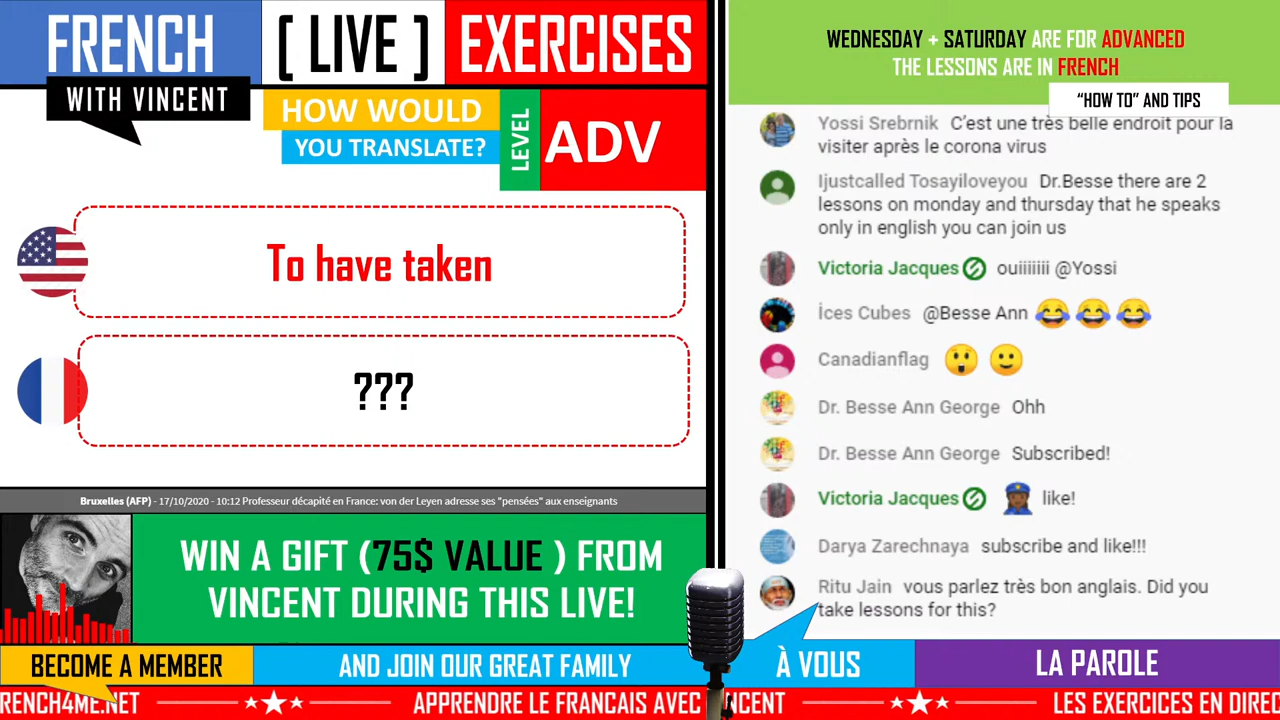 FRENCH
[ LIVE ]
EXERCISES
WITH VINCENT
HOW WOULD
YOU TRANSLATE?
LEVEL
ADV
To have taken
???
Bruxelles (AFP) - 17/10/2020 - 10:12 Professeur décapité en France: von der Leyen adresse ses "pensées" aux enseignants
WIN A GIFT (75$ VALUE ) FROM
VINCENT DURING THIS LIVE!
WEDNESDAY + SATURDAY ARE FOR ADVANCED
THE LESSONS ARE IN FRENCH
“HOW TO” AND TIPS
Yossi Srebrnik C’est une très belle endroit pour la
visiter après le corona virus
Ijustcalled Tosayiloveyou Dr.Besse there are 2
lessons on monday and thursday that he speaks
only in english you can join us
Victoria Jacques ouiiiiiii @Yossi
İces Cubes @Besse Ann
Canadianflag
Dr. Besse Ann George Ohh
Dr. Besse Ann George Subscribed!
Victoria Jacques like!
Darya Zarechnaya subscribe and like!!!
Ritu Jain vous parlez très bon anglais. Did you
take lessons for this?
BECOME A MEMBER
AND JOIN OUR GREAT FAMILY
À VOUS
LA PAROLE
RENCH4ME.NET
APPRENDRE LE FRANCAIS AVEC
INCENT
LES EXERCICES EN DIREC